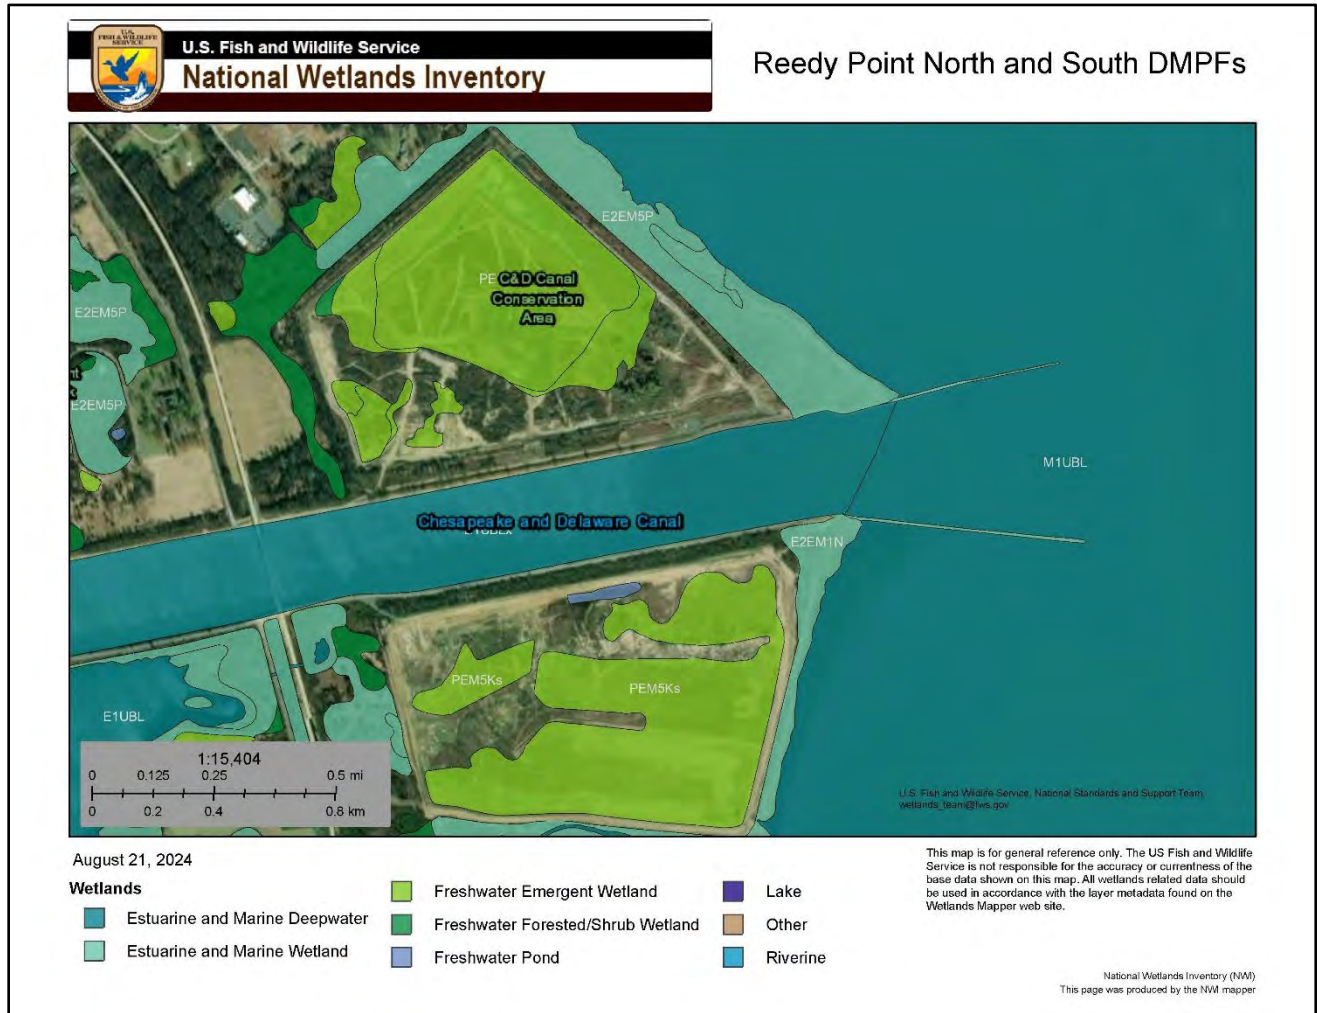 U.S.
FISH & WILDLIFE
SERVICE
U.S. Fish and Wildlife Service
National Wetlands Inventory
Reedy Point North and South DMPFs
E2EM5P
PE C&D Canal
Conservation
Area
E2EM5P
nt
E2EM5P
M1UBL
Chesapeake and Delaware Canal
E2EM1N
PEM5Ks
PEM5Ks
E1UBL
1:15,404
0 0.125 0.25 0.5 mi
0 0.2 0.4 0.8 km
U.S. Fish and Wildlife Service, National Standards and Support Team,
wetlands_team@fws.gov
August 21, 2024
Wetlands
Estuarine and Marine Deepwater
Estuarine and Marine Wetland
Freshwater Emergent Wetland
Freshwater Forested/Shrub Wetland
Freshwater Pond
Lake
Other
Riverine
This map is for general reference only. The US Fish and Wildlife
Service is not responsible for the accuracy or currentness of the
base data shown on this map. All wetlands related data should
be used in accordance with the layer metadata found on the
Wetlands Mapper web site.
National Wetlands Inventory (NWI)
This page was produced by the NWI mapper